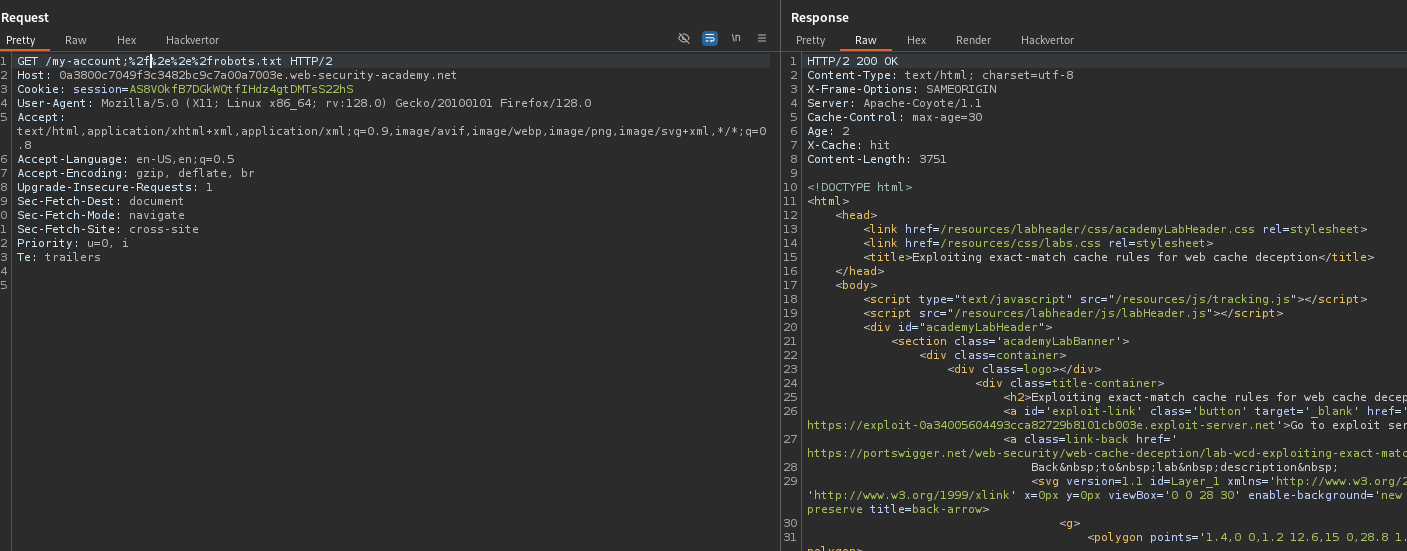 Request
Pretty Raw Hex Hackvertor \n
1 GET /my-account;%2f%2e%2e%2frobots.txt HTTP/2
2 Host: 0a3800c7049f3c3482bc9c7a00a7003e.web-security-academy.net
3 Cookie: session=AS8VOkfB7DGkWQtfIHdz4gtDMTsS22hS
4 User-Agent: Mozilla/5.0 (X11; Linux x86_64; rv:128.0) Gecko/20100101 Firefox/128.0
5 Accept:
text/html,application/xhtml+xml,application/xml;q=0.9,image/avif,image/webp,image/png,image/svg+xml,*/*;q=0
.8
6 Accept-Language: en-US,en;q=0.5
7 Accept-Encoding: gzip, deflate, br
8 Upgrade-Insecure-Requests: 1
9 Sec-Fetch-Dest: document
0 Sec-Fetch-Mode: navigate
1 Sec-Fetch-Site: cross-site
2 Priority: u=0, i
3 Te: trailers
4
5
Response
Pretty Raw Hex Render Hackvertor
1 HTTP/2 200 OK
2 Content-Type: text/html; charset=utf-8
3 X-Frame-Options: SAMEORIGIN
4 Server: Apache-Coyote/1.1
5 Cache-Control: max-age=30
6 Age: 2
7 X-Cache: hit
8 Content-Length: 3751
9
10 <!DOCTYPE html>
11 <html>
12 <head>
13 <link href=/resources/labheader/css/academyLabHeader.css rel=stylesheet>
14 <link href=/resources/css/labs.css rel=stylesheet>
15 <title>Exploiting exact-match cache rules for web cache deception</title>
16 </head>
17 <body>
18 <script type="text/javascript" src="/resources/js/tracking.js"></script>
19 <script src="/resources/labheader/js/labHeader.js"></script>
20 <div id="academyLabHeader">
21 <section class='academyLabBanner'>
22 <div class=container>
23 <div class=logo></div>
24 <div class=title-container>
25 <h2>Exploiting exact-match cache rules for web cache decep
26 <a id='exploit-link' class='button' target='_blank' href='
https://exploit-0a34005604493cca82729b8101cb003e.exploit-server.net'>Go to exploit ser
27 <a class=link-back href='
https://portswigger.net/web-security/web-cache-deception/lab-wcd-exploiting-exact-matc
28 Back&nbsp;to&nbsp;lab&nbsp;description&nbsp;
29 <svg version=1.1 id=Layer_1 xmlns='http://www.w3.org/2
'http://www.w3.org/1999/xlink' x=0px y=0px viewBox='0 0 28 30' enable-background='new
preserve title=back-arrow>
30 <g>
31 <polygon points='1.4,0 0,1.2 12.6,15 0,28.8 1.
polygon>